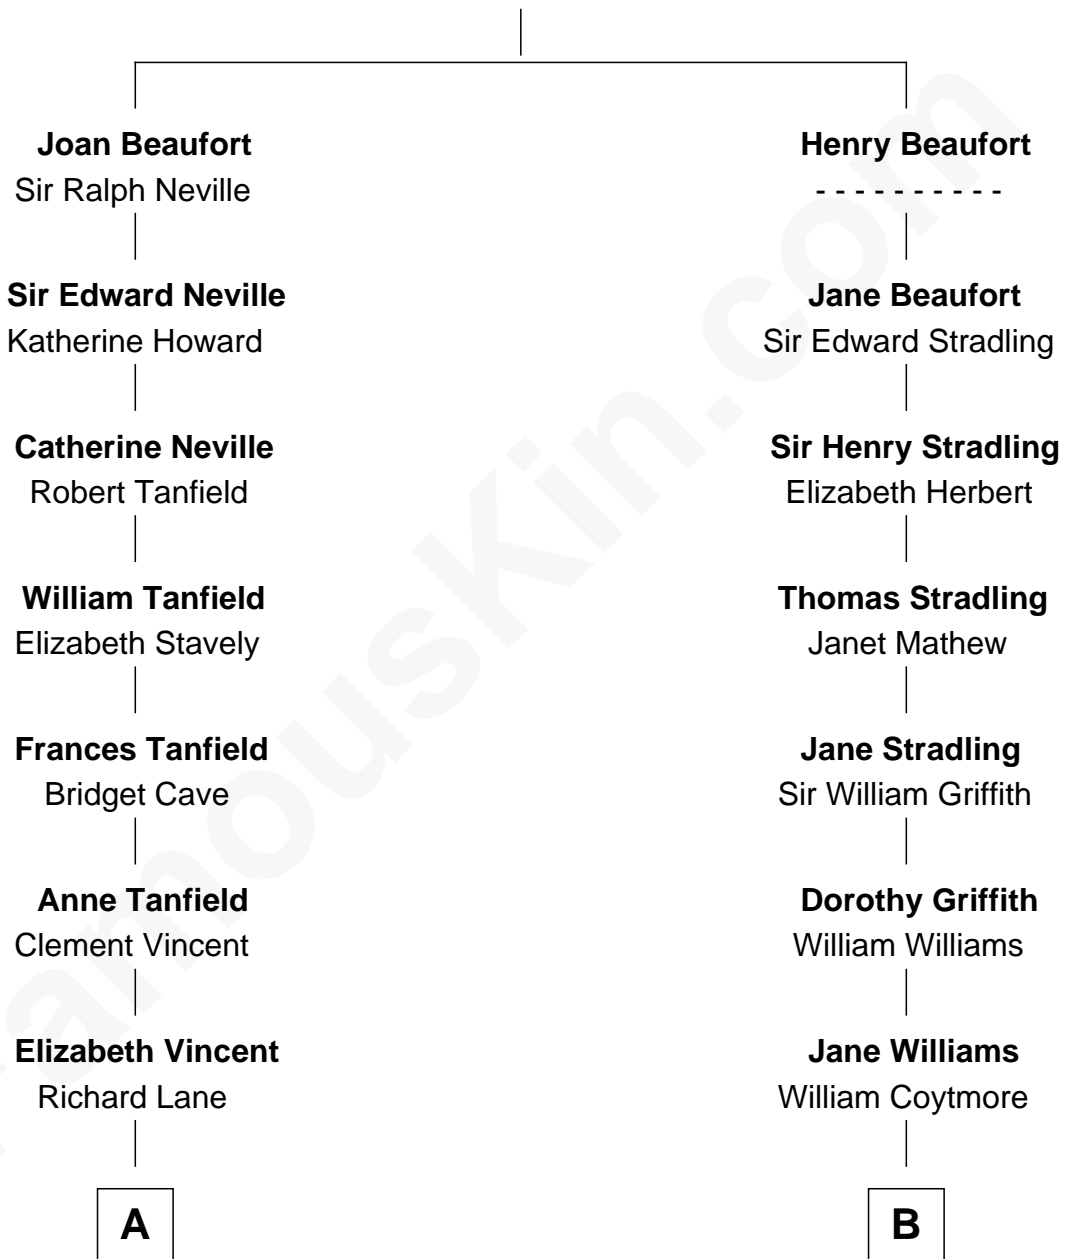 Joan Beaufort
Sir Ralph Neville
Henry Beaufort
- - - - - - - - - -
Sir Edward Neville
Katherine Howard
Jane Beaufort
Sir Edward Stradling
Catherine Neville
Robert Tanfield
Sir Henry Stradling
Elizabeth Herbert
William Tanfield
Elizabeth Stavely
Thomas Stradling
Janet Mathew
Frances Tanfield
Bridget Cave
Jane Stradling
Sir William Griffith
Anne Tanfield
Clement Vincent
Dorothy Griffith
William Williams
Elizabeth Vincent
Richard Lane
Jane Williams
William Coytmore
A
B
FamousKin.com